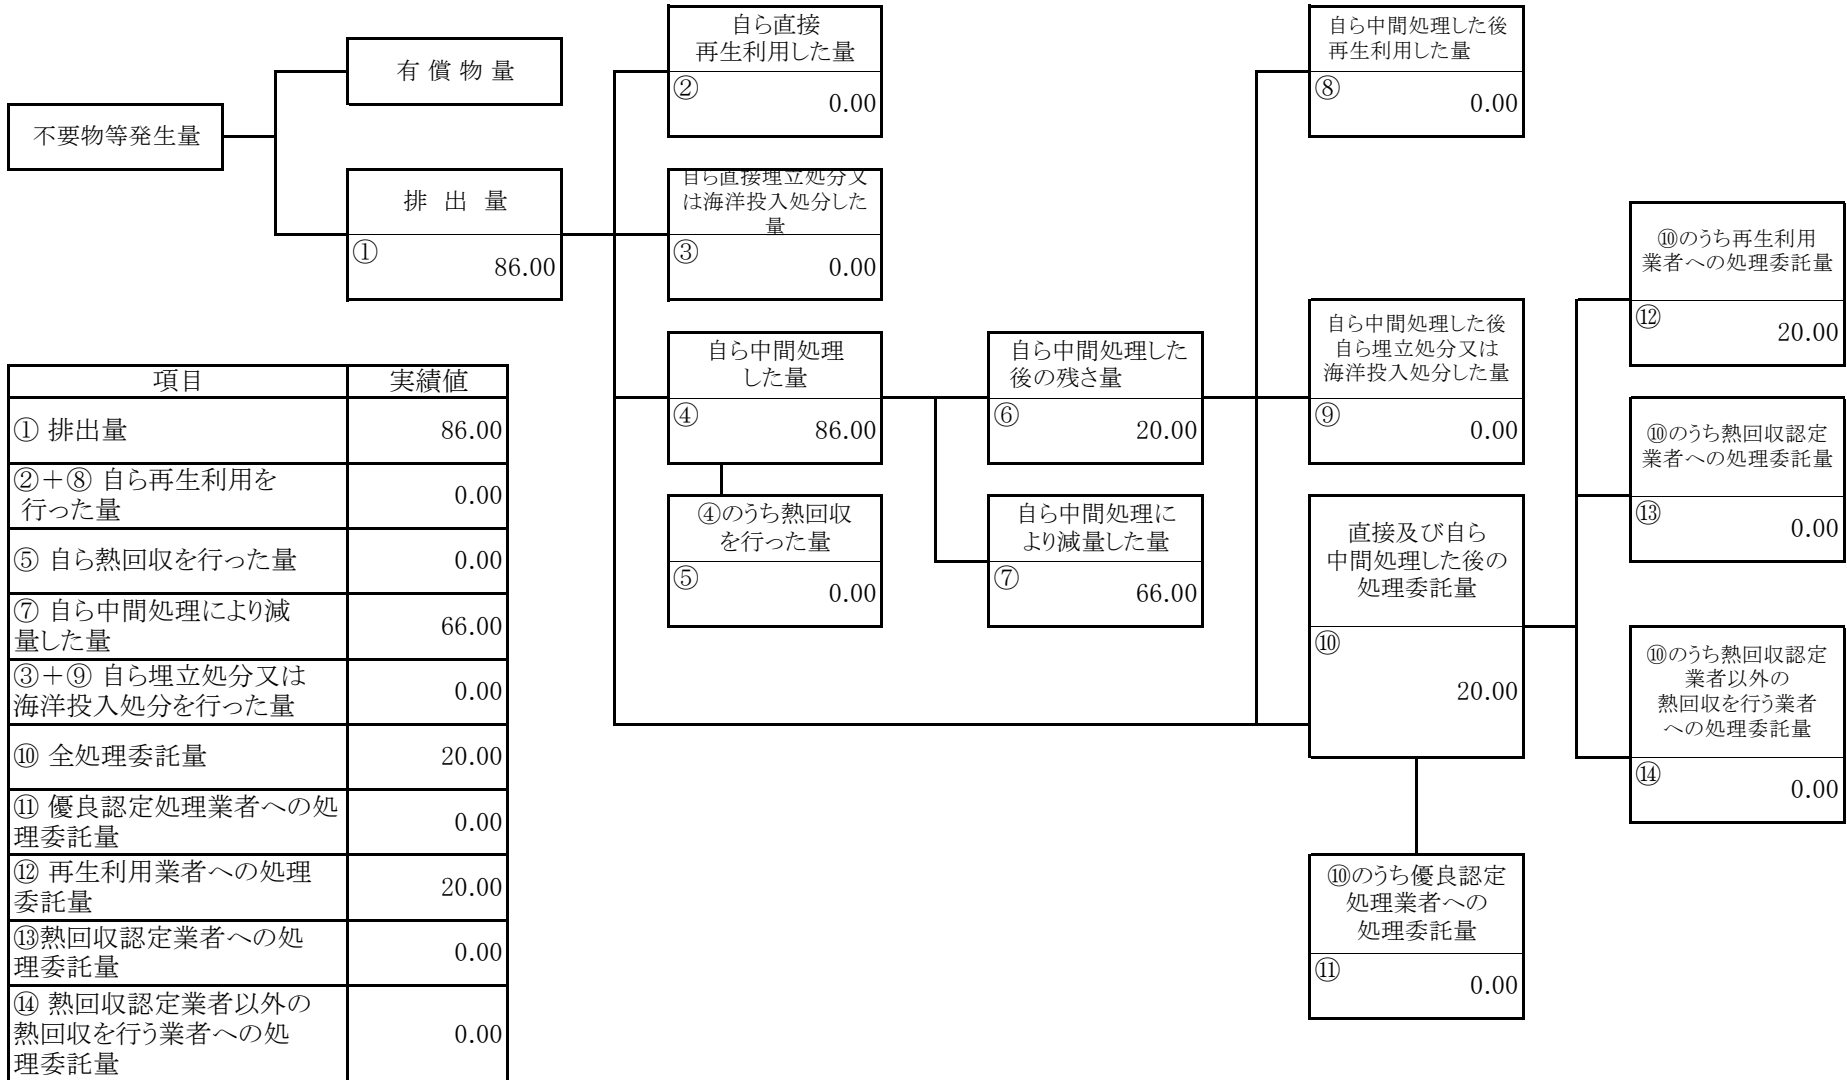 自ら直接
再生利用した量
②
0.00
自ら中間処理した後
再生利用した量
⑧
0.00
有 償 物 量
不要物等発生量
排 出 量
①
86.00
自ら直接埋立処分又
は海洋投入処分した
量
③
0.00
⑩のうち再生利用
業者への処理委託量
⑫
20.00
自ら中間処理
した量
④
86.00
自ら中間処理した
後の残さ量
⑥
20.00
自ら中間処理した後
自ら埋立処分又は
海洋投入処分した量
⑨
0.00
⑩のうち熱回収認定
業者への処理委託量
⑬
0.00
④のうち熱回収
を行った量
⑤
0.00
自ら中間処理に
より減量した量
⑦
66.00
直接及び自ら
中間処理した後の
処理委託量
⑩
20.00
⑩のうち熱回収認定
業者以外の
熱回収を行う業者
への処理委託量
⑭
0.00
⑩のうち優良認定
処理業者への
処理委託量
⑪
0.00
項目 実績値
① 排出量 86.00
②＋⑧ 自ら再生利用を
行った量
0.00
⑤ 自ら熱回収を行った量 0.00
⑦ 自ら中間処理により減
量した量
66.00
③＋⑨ 自ら埋立処分又は
海洋投入処分を行った量
0.00
⑩ 全処理委託量 20.00
⑪ 優良認定処理業者への処
理委託量
0.00
⑫ 再生利用業者への処理
委託量
20.00
⑬熱回収認定業者への処
理委託量
0.00
⑭ 熱回収認定業者以外の
熱回収を行う業者への処
理委託量
0.00